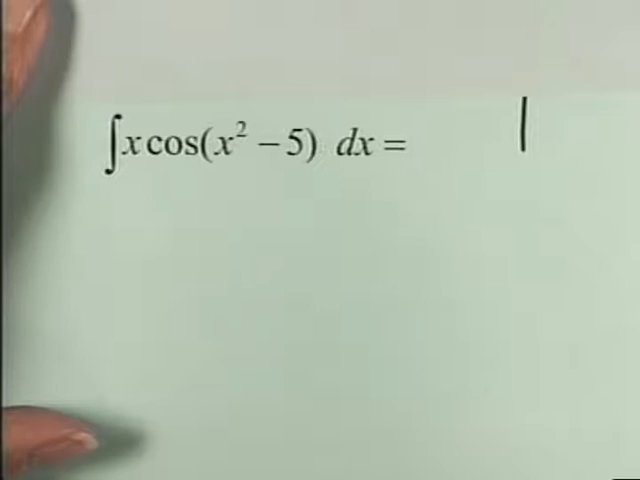 ∫x cos(x² − 5) dx = |